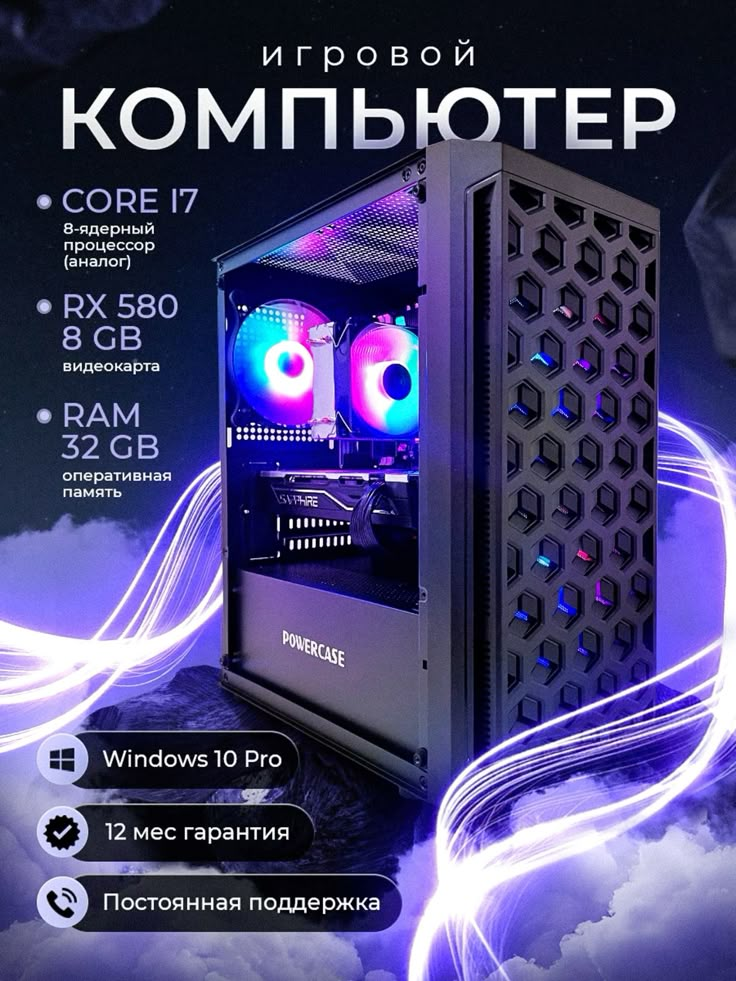 игровой
КОМПЬЮТЕР
CORE I7
8-ядерный
процессор
(аналог)
RX 580
8 GB
видеокарта
RAM
32 GB
оперативная
память
SAPPHIRE
POWERCASE
Windows 10 Pro
12 мес гарантия
Постоянная поддержка